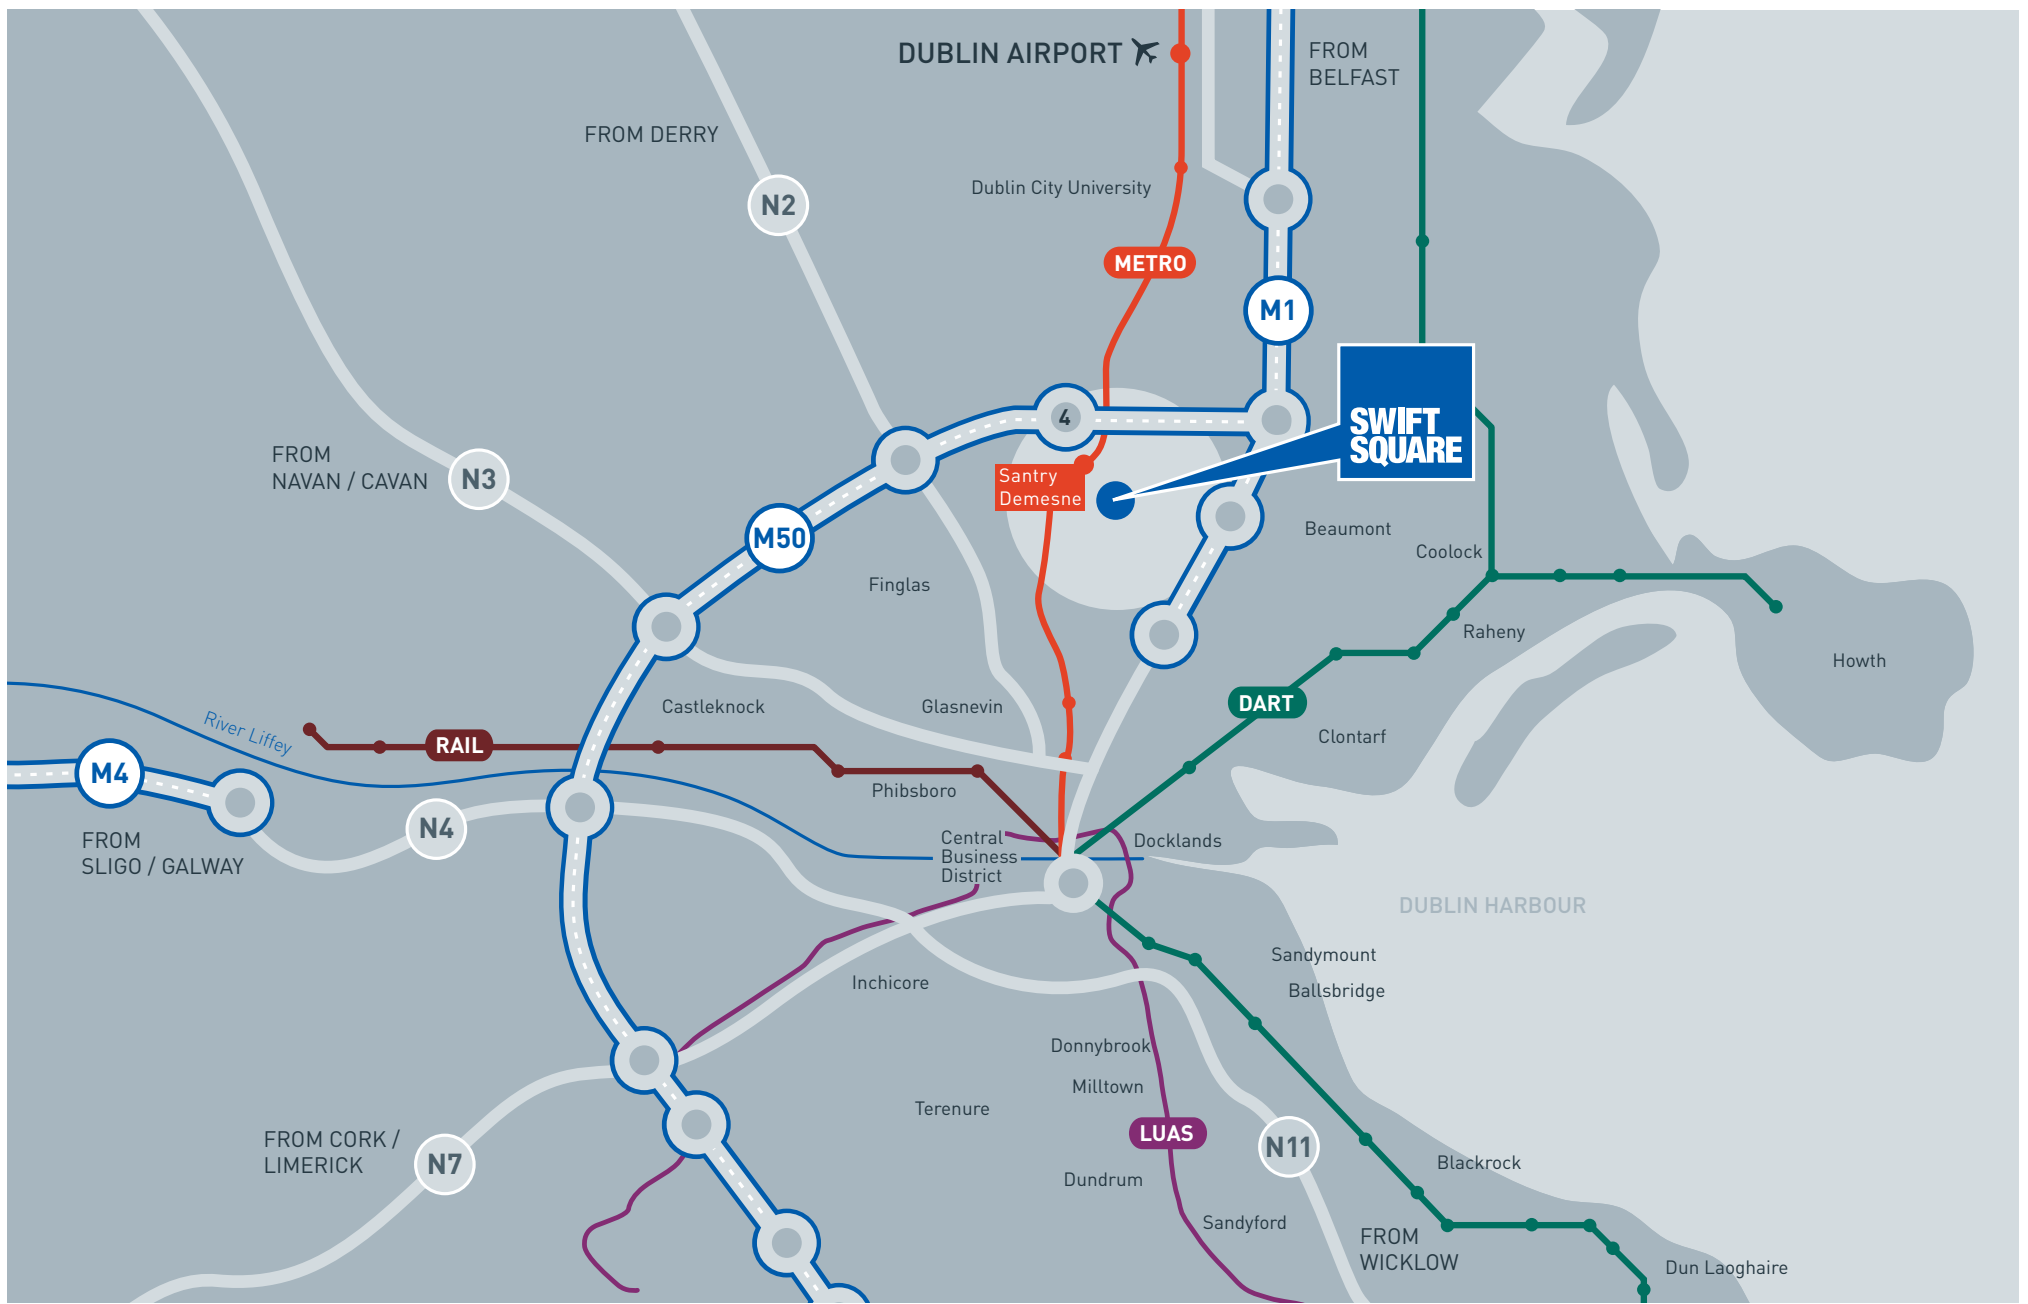 DUBLIN AIRPORT
FROM
BELFAST
FROM DERRY
Dublin City University
N2
METRO
M1
4
SWIFT
SQUARE
FROM
NAVAN / CAVAN
N3
Santry
Demesne
M50
Beaumont
Coolock
Finglas
Raheny
Howth
Castleknock
Glasnevin
DART
River Liffey
RAIL
Clontarf
M4
Phibsboro
N4
FROM
SLIGO / GALWAY
Central
Business
District
Docklands
DUBLIN HARBOUR
Sandymount
Inchicore
Ballsbridge
Donnybrook
Milltown
Terenure
LUAS
FROM CORK /
LIMERICK
N7
N11
Blackrock
Dundrum
Sandyford
FROM
WICKLOW
Dun Laoghaire